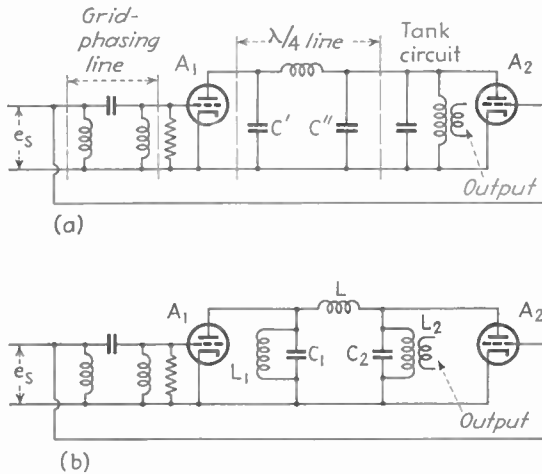 Grid-
phasing
line
A₁
λ/4 line
Tank
circuit
A₂
eₛ
C'
C"
Output
(a)
A₁
L
A₂
eₛ
L₁
C₁
C₂
L₂
Output
(b)